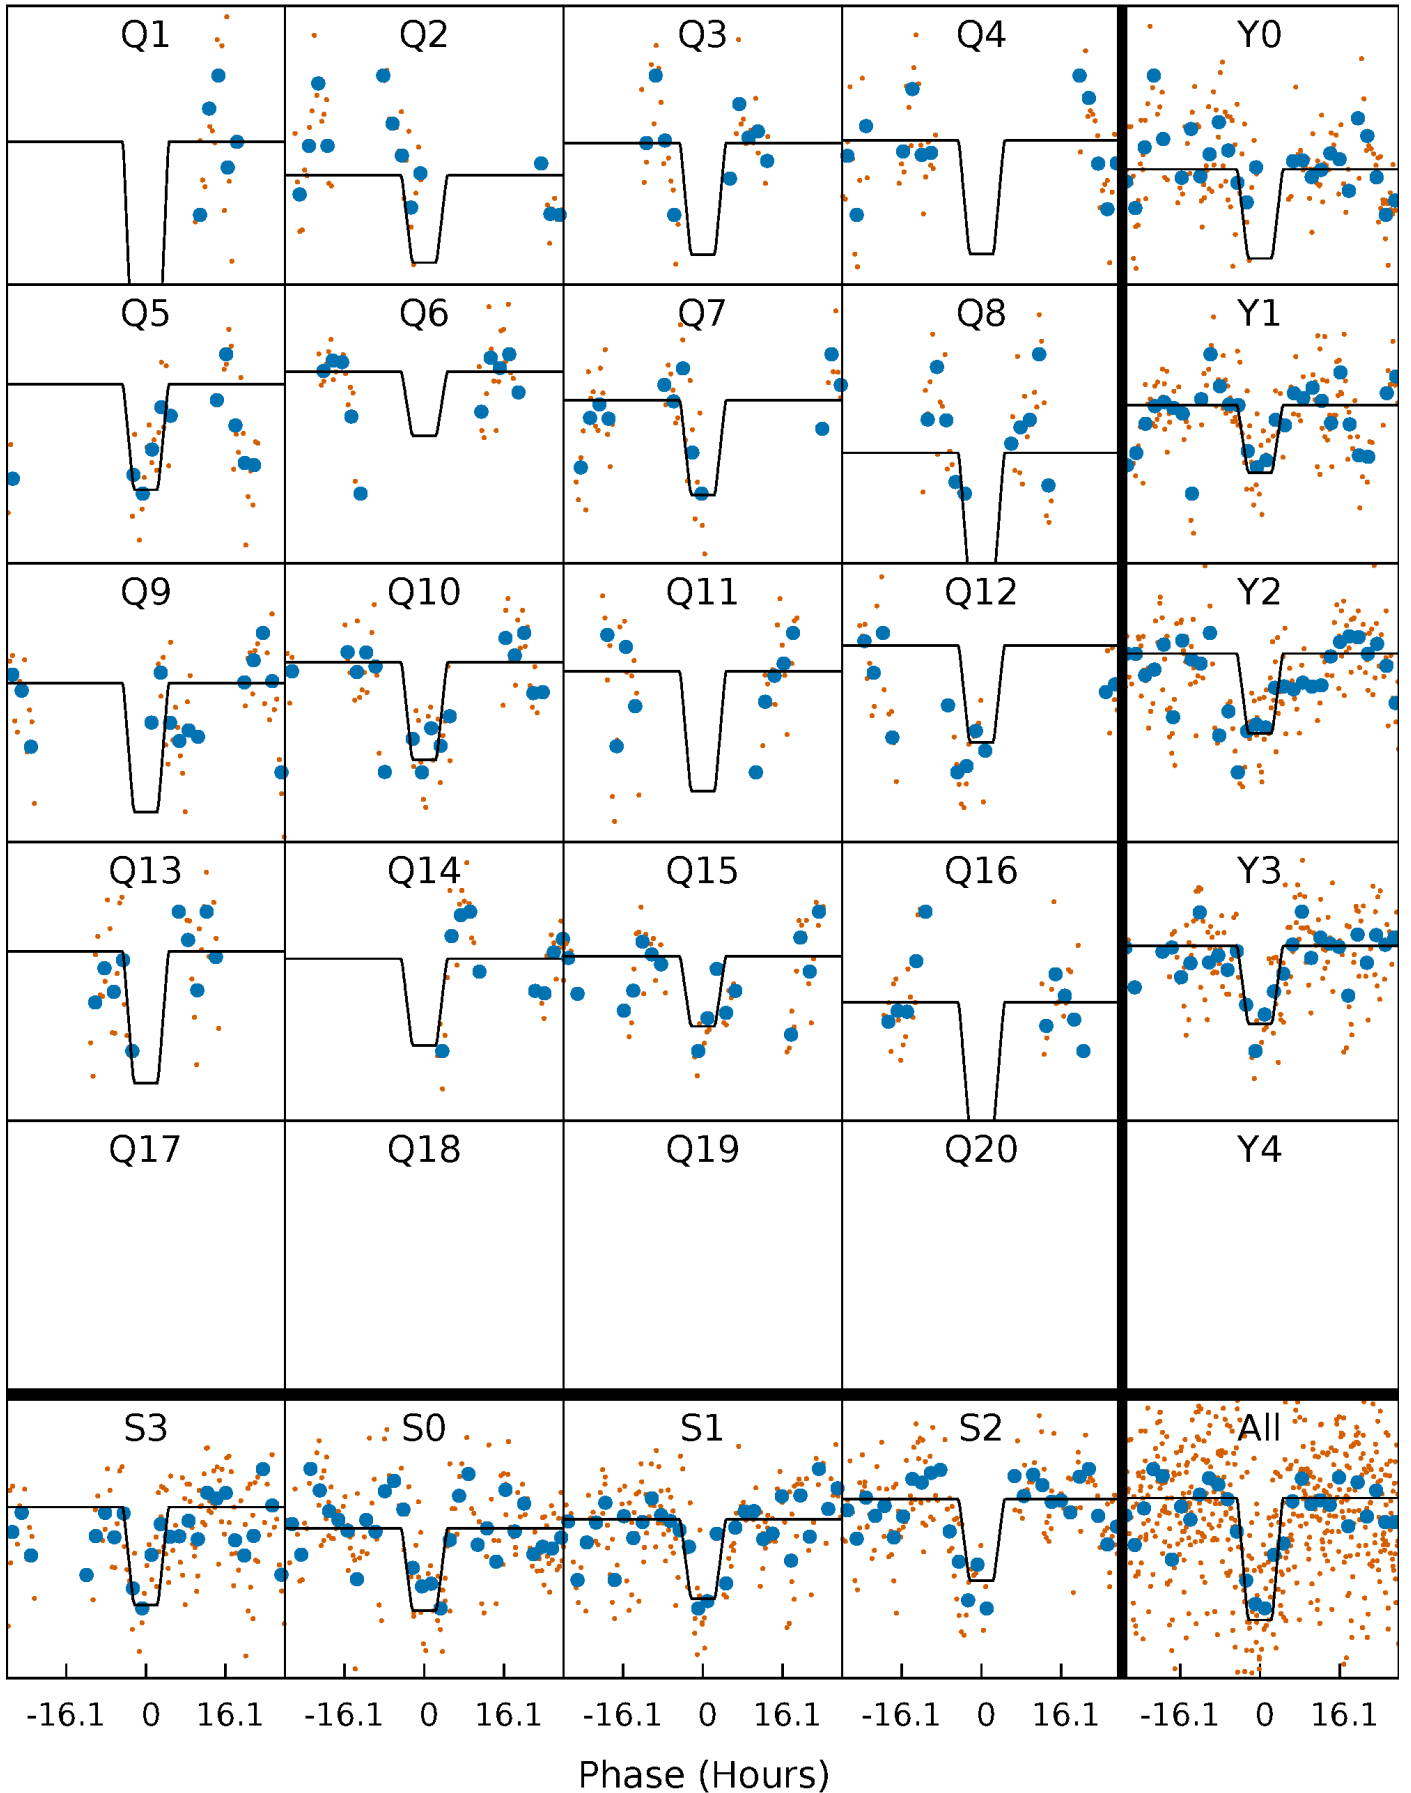 Q1 Q2 Q3 Q4 Y0
Q5 Q6 Q7 Q8 Y1
Q9 Q10 Q11 Q12 Y2
Q13 Q14 Q15 Q16 Y3
Q17 Q18 Q19 Q20 Y4
S3 S0 S1 S2 All
-16.1 0 16.1 -16.1 0 16.1 -16.1 0 16.1 -16.1 0 16.1 -16.1 0 16.1
Phase (Hours)